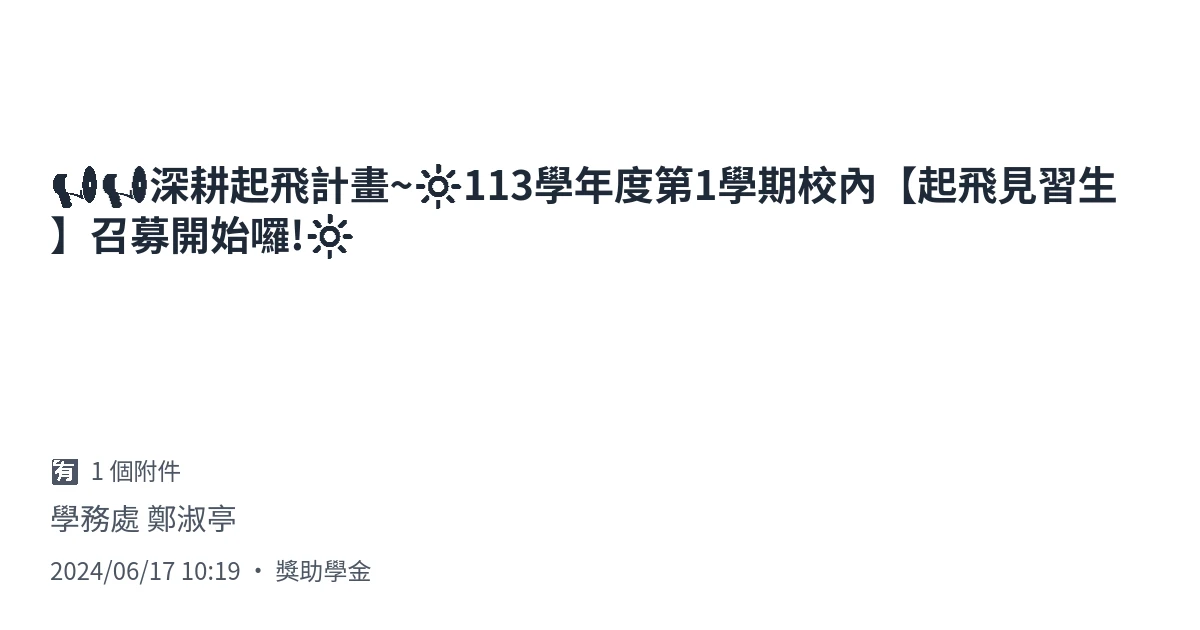 📢📢深耕起飛計畫~☀113學年度第1學期校內【起飛見習生
】召募開始囉!☀
🈶 1 個附件
學務處 鄭淑亭
2024/06/17 10:19 • 獎助學金